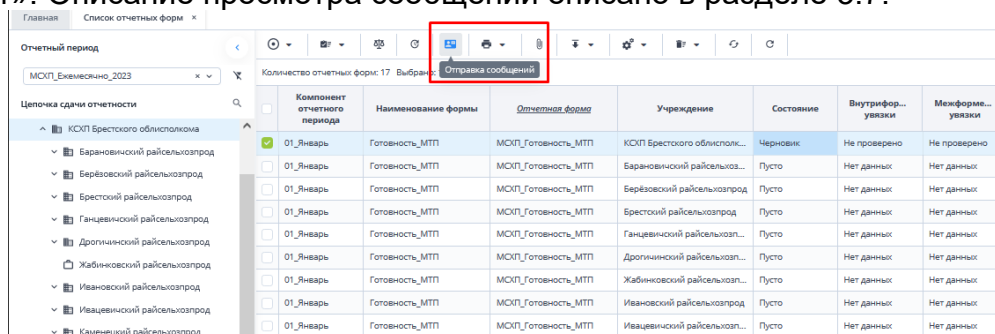 ». Описание просмотра сообщений описано в разделе 3.7.
Главная Список отчетных форм ×
Отчетный период
МСХП_Ежемесячно_2023
Количество отчетных форм: 17 Выбрано:
Отправка сообщений
Цепочка сдачи отчетности
КСХП Брестского облисполкома
Барановичский райсельхозпрод
Берёзовский райсельхозпрод
Брестский райсельхозпрод
Ганцевичский райсельхозпрод
Дрогичинский райсельхозпрод
Жабинковский райсельхозпрод
Ивановский райсельхозпрод
Ивацевичский райсельхозпрод
Каменецкий райсельхозпрод
Компонент отчетного периода Наименование формы Отчетная форма Учреждение Состояние Внутрифор... увязки Межформе... увязки
01_Январь Готовность_МТП МСХП_Готовность_МТП КСХП Брестского облисполк... Черновик Не проверено Не проверено
01_Январь Готовность_МТП МСХП_Готовность_МТП Барановичский райсельхоз... Пусто Нет данных Нет данных
01_Январь Готовность_МТП МСХП_Готовность_МТП Берёзовский райсельхозпрод Пусто Нет данных Нет данных
01_Январь Готовность_МТП МСХП_Готовность_МТП Брестский райсельхозпрод Пусто Нет данных Нет данных
01_Январь Готовность_МТП МСХП_Готовность_МТП Ганцевичский райсельхозп... Пусто Нет данных Нет данных
01_Январь Готовность_МТП МСХП_Готовность_МТП Дрогичинский райсельхозп... Пусто Нет данных Нет данных
01_Январь Готовность_МТП МСХП_Готовность_МТП Жабинковский райсельхозп... Пусто Нет данных Нет данных
01_Январь Готовность_МТП МСХП_Готовность_МТП Ивановский райсельхозпрод Пусто Нет данных Нет данных
01_Январь Готовность_МТП МСХП_Готовность_МТП Ивацевичский райсельхозп... Пусто Нет данных Нет данных